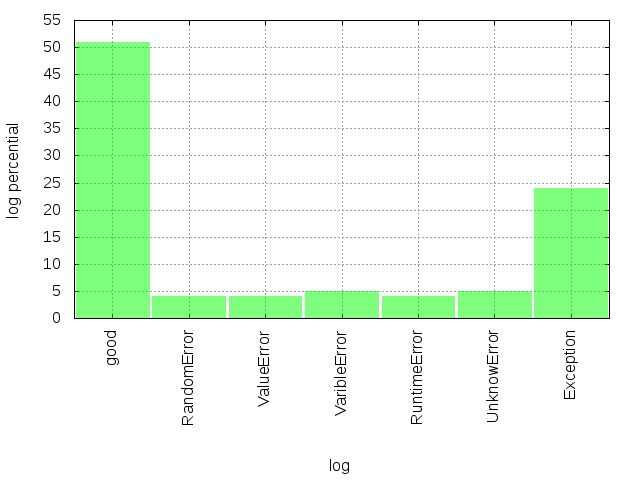 55
50
45
40
35
30
25
20
15
10
5
0
log percential
good
RandomError
ValueError
VaribleError
RuntimeError
UnknowError
Exception
log